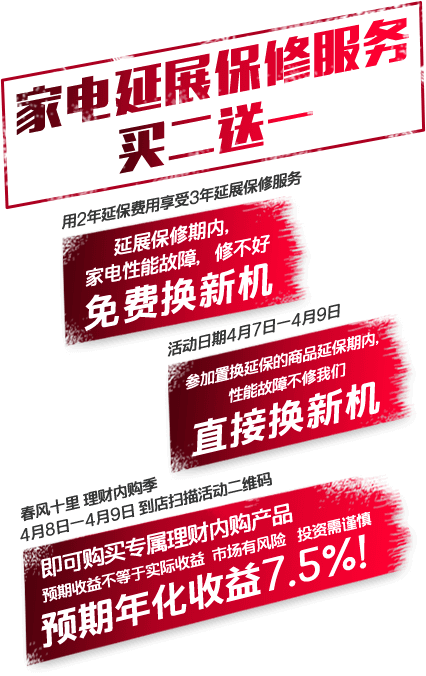 家电延展保修服务
买二送一
用2年延保费用享受3年延展保修服务
延展保修期内,
家电性能故障, 修不好
免费换新机
活动日期4月7日—4月9日
参加置换延保的商品延保期内,
性能故障不修我们
直接换新机
春风十里 理财内购季
4月8日—4月9日 到店扫描活动二维码
即可购买专属理财内购产品
预期收益不等于实际收益 市场有风险 投资需谨慎
预期年化收益7.5%!